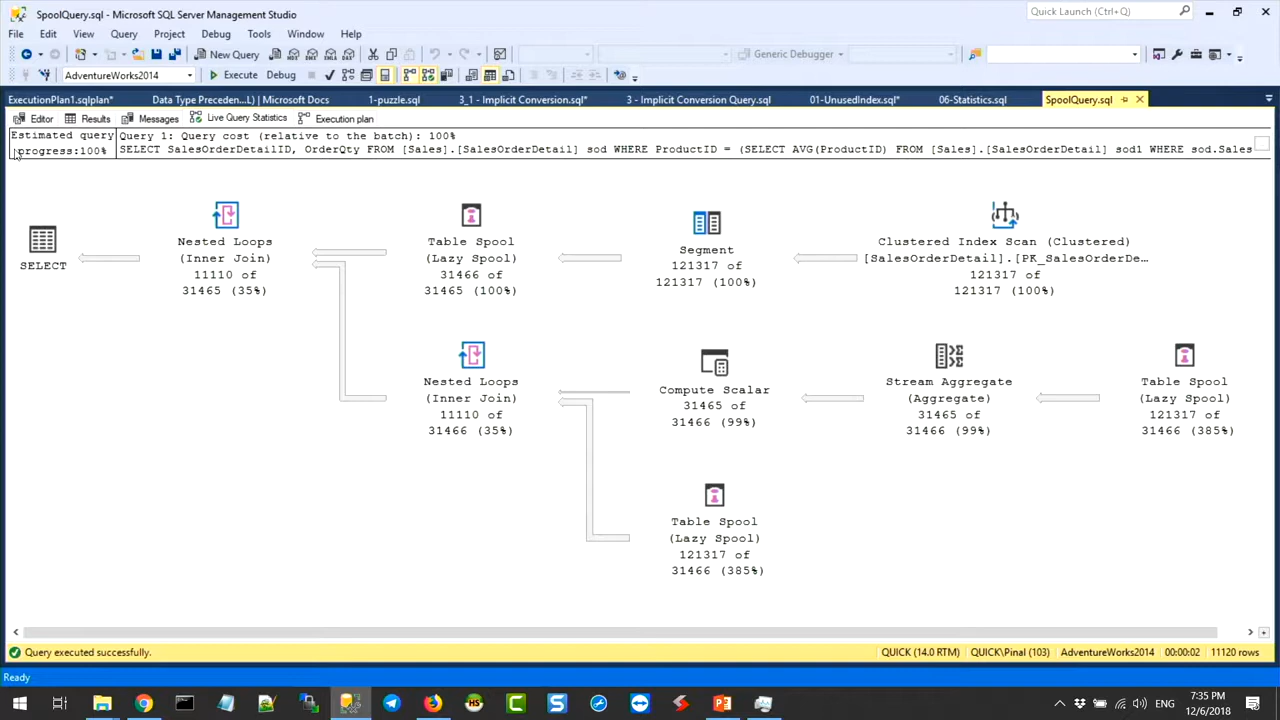 SpoolQuery.sql - Microsoft SQL Server Management Studio
Quick Launch (Ctrl+Q)
File Edit View Query Project Debug Tools Window Help
New Query
Generic Debugger
AdventureWorks2014
Execute Debug
ExecutionPlan1.sqlplan* Data Type Preceden...L) | Microsoft Docs 1-puzzle.sql 3_1 - Implicit Conversion.sql* 3 - Implicit Conversion Query.sql 01-UnusedIndex.sql* 06-Statistics.sql SpoolQuery.sql
Editor Results Messages Live Query Statistics Execution plan
Estimated query
progress:100%
Query 1: Query cost (relative to the batch): 100%
SELECT SalesOrderDetailID, OrderQty FROM [Sales].[SalesOrderDetail] sod WHERE ProductID = (SELECT AVG(ProductID) FROM [Sales].[SalesOrderDetail] sod1 WHERE sod.Sales
SELECT
Nested Loops
(Inner Join)
11110 of
31465 (35%)
Table Spool
(Lazy Spool)
31466 of
31465 (100%)
Segment
121317 of
121317 (100%)
Clustered Index Scan (Clustered)
[SalesOrderDetail].[PK_SalesOrderDe...
121317 of
121317 (100%)
Nested Loops
(Inner Join)
11110 of
31466 (35%)
Compute Scalar
31465 of
31466 (99%)
Stream Aggregate
(Aggregate)
31465 of
31466 (99%)
Table Spool
(Lazy Spool)
121317 of
31466 (385%)
Table Spool
(Lazy Spool)
121317 of
31466 (385%)
Query executed successfully.
QUICK (14.0 RTM) QUICK\Pinal (103) AdventureWorks2014 00:00:02 11120 rows
Ready
7:35 PM
12/6/2018